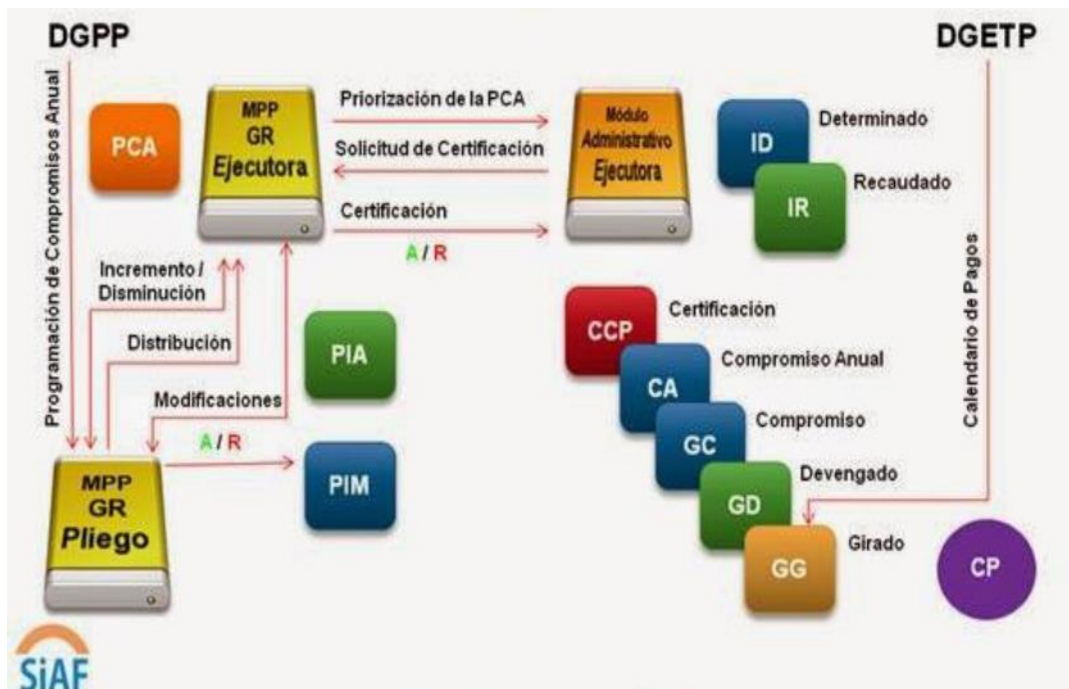 DGPP
DGETP
Programación de Compromisos Anual
PCA
MPP
GR
Ejecutora
Priorización de la PCA
Solicitud de Certificación
Certificación
A / R
Módulo
Administrativo
Ejecutora
ID
Determinado
IR
Recaudado
Incremento /
Disminución
Distribución
Modificaciones
A / R
PIA
PIM
MPP
GR
Pliego
CCP
Certificación
CA
Compromiso Anual
GC
Compromiso
GD
Devengado
GG
Girado
Calendario de Pagos
CP
SiAF